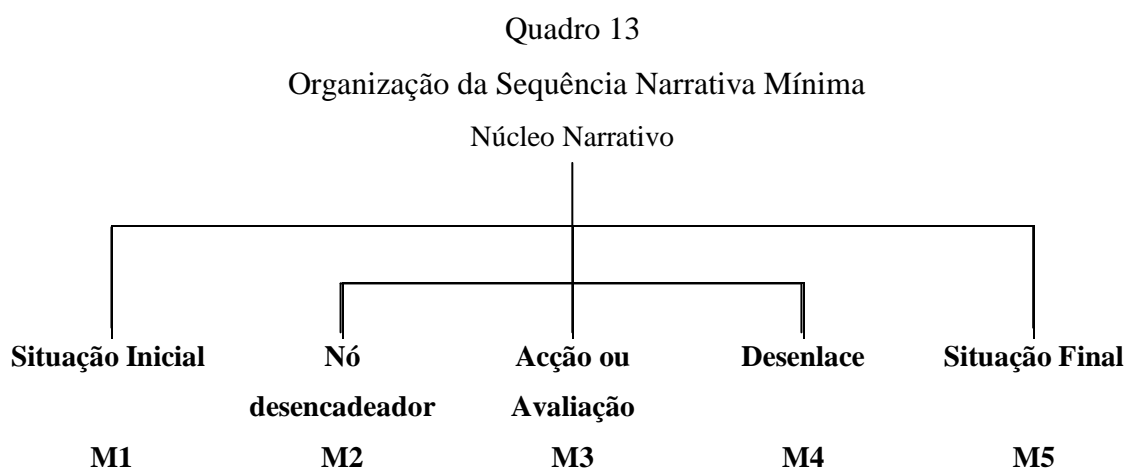 Quadro 13
Organização da Sequência Narrativa Mínima
Núcleo Narrativo
Situação Inicial Nó Acção ou Desenlace Situação Final
desencadeador Avaliação
M1 M2 M3 M4 M5